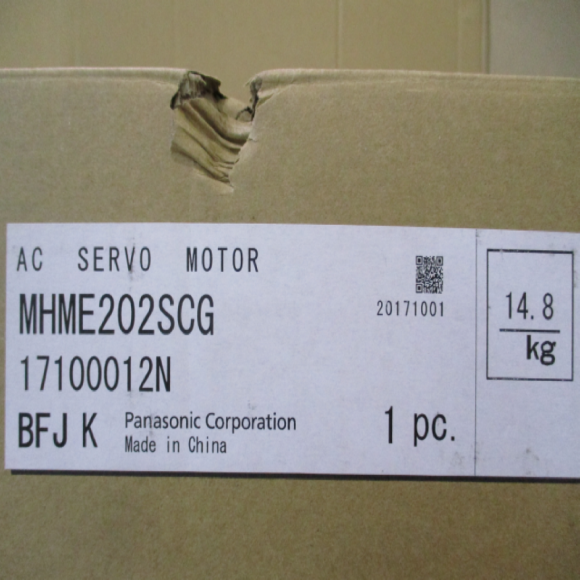 AC SERVO MOTOR
MHME202SCG
20171001
14.8
kg
17100012N
BFJ K
Panasonic Corporation
Made in China
1 pc.